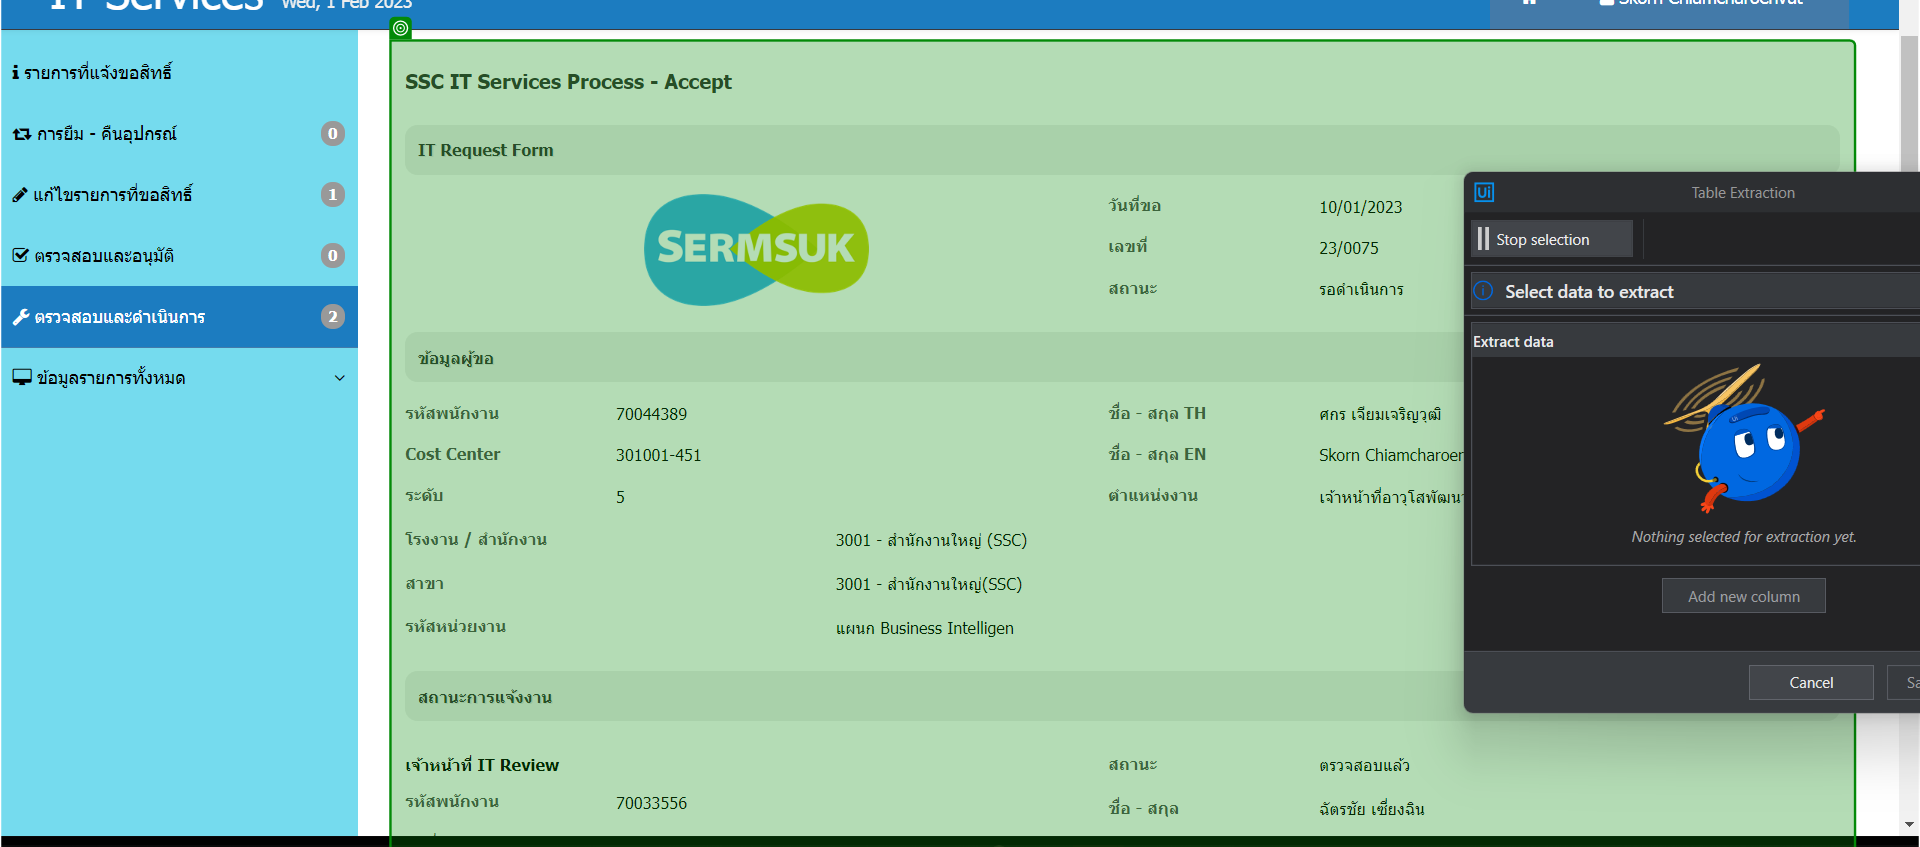 IT Services Wed, 1 Feb 2023
Skorn Chiamcharoenvut
รายการที่แจ้งขอสิทธิ์
การยืม - คืนอุปกรณ์ 0
แก้ไขรายการที่ขอสิทธิ์ 1
ตรวจสอบและอนุมัติ 0
ตรวจสอบและดำเนินการ 2
ข้อมูลรายการทั้งหมด
SSC IT Services Process - Accept
IT Request Form
SERMSUK
วันที่ขอ 10/01/2023
เลขที่ 23/0075
สถานะ รอดำเนินการ
ข้อมูลผู้ขอ
รหัสพนักงาน 70044389 ชื่อ - สกุล TH ศกร เจียมเจริญวุฒิ
Cost Center 301001-451 ชื่อ - สกุล EN Skorn Chiamcharoen
ระดับ 5 ตำแหน่งงาน เจ้าหน้าที่อาวุโสพัฒนา
โรงงาน / สำนักงาน 3001 - สำนักงานใหญ่ (SSC)
สาขา 3001 - สำนักงานใหญ่(SSC)
รหัสหน่วยงาน แผนก Business Intelligen
สถานะการแจ้งงาน
เจ้าหน้าที่ IT Review สถานะ ตรวจสอบแล้ว
รหัสพนักงาน 70033556 ชื่อ - สกุล ฉัตรชัย เซี่ยงฉิน
Ui Table Extraction
Stop selection
Select data to extract
Extract data
Nothing selected for extraction yet.
Add new column
Cancel Sa